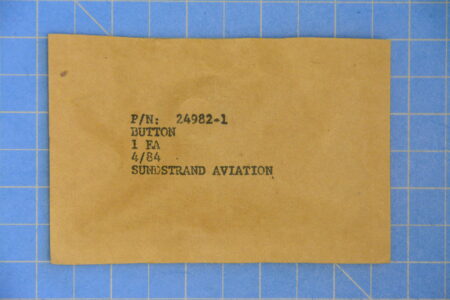 P/N: 24982-1
BUTTON
1 EA
4/84
SUNDSTRAND AVIATION